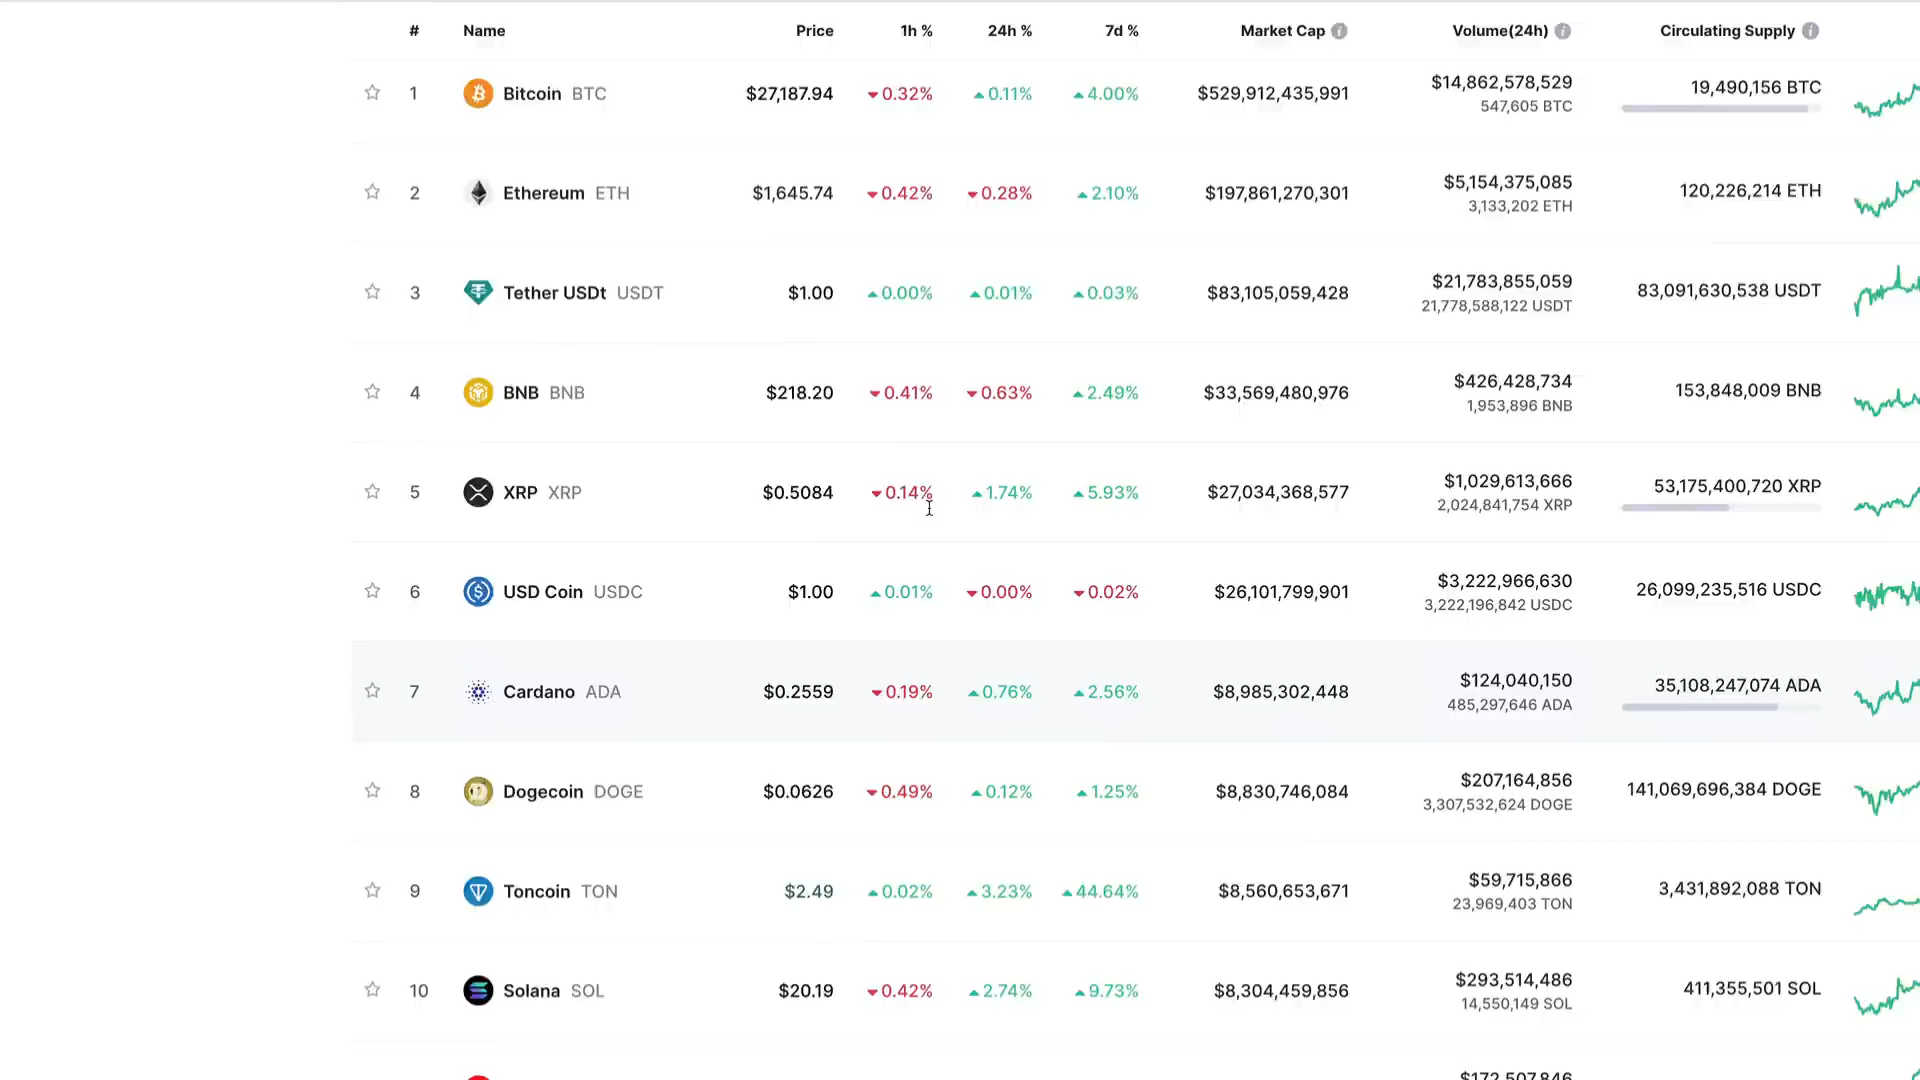 # Name Price 1h % 24h % 7d % Market Cap Volume(24h) Circulating Supply
1 Bitcoin BTC $27,187.94 0.32% 0.11% 4.00% $529,912,435,991 $14,862,578,529 19,490,156 BTC
547,605 BTC
2 Ethereum ETH $1,645.74 0.42% 0.28% 2.10% $197,861,270,301 $5,154,375,085 120,226,214 ETH
3,133,202 ETH
3 Tether USDt USDT $1.00 0.00% 0.01% 0.03% $83,105,059,428 $21,783,855,059 83,091,630,538 USDT
21,778,588,122 USDT
4 BNB BNB $218.20 0.41% 0.63% 2.49% $33,569,480,976 $426,428,734 153,848,009 BNB
1,953,896 BNB
5 XRP XRP $0.5084 0.14% 1.74% 5.93% $27,034,368,577 $1,029,613,666 53,175,400,720 XRP
2,024,841,754 XRP
6 USD Coin USDC $1.00 0.01% 0.00% 0.02% $26,101,799,901 $3,222,966,630 26,099,235,516 USDC
3,222,196,842 USDC
7 Cardano ADA $0.2559 0.19% 0.76% 2.56% $8,985,302,448 $124,040,150 35,108,247,074 ADA
485,297,646 ADA
8 Dogecoin DOGE $0.0626 0.49% 0.12% 1.25% $8,830,746,084 $207,164,856 141,069,696,384 DOGE
3,307,532,624 DOGE
9 Toncoin TON $2.49 0.02% 3.23% 44.64% $8,560,653,671 $59,715,866 3,431,892,088 TON
23,969,403 TON
10 Solana SOL $20.19 0.42% 2.74% 9.73% $8,304,459,856 $293,514,486 411,355,501 SOL
14,550,149 SOL